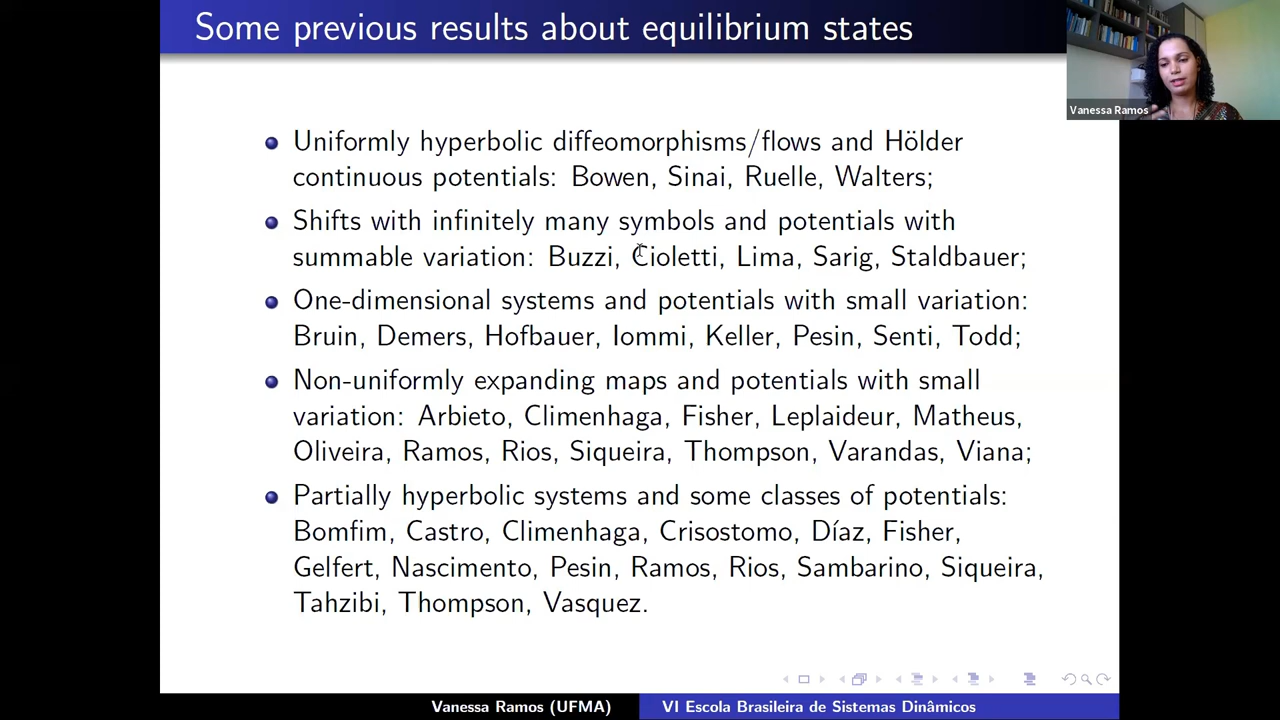 Some previous results about equilibrium states
Vanessa Ramos
Uniformly hyperbolic diffeomorphisms/flows and Hölder
continuous potentials: Bowen, Sinai, Ruelle, Walters;
Shifts with infinitely many symbols and potentials with
summable variation: Buzzi, Cioletti, Lima, Sarig, Staldbauer;
One-dimensional systems and potentials with small variation:
Bruin, Demers, Hofbauer, Iommi, Keller, Pesin, Senti, Todd;
Non-uniformly expanding maps and potentials with small
variation: Arbieto, Climenhaga, Fisher, Leplaideur, Matheus,
Oliveira, Ramos, Rios, Siqueira, Thompson, Varandas, Viana;
Partially hyperbolic systems and some classes of potentials:
Bomfim, Castro, Climenhaga, Crisostomo, Díaz, Fisher,
Gelfert, Nascimento, Pesin, Ramos, Rios, Sambarino, Siqueira,
Tahzibi, Thompson, Vasquez.
Vanessa Ramos (UFMA)
VI Escola Brasileira de Sistemas Dinâmicos